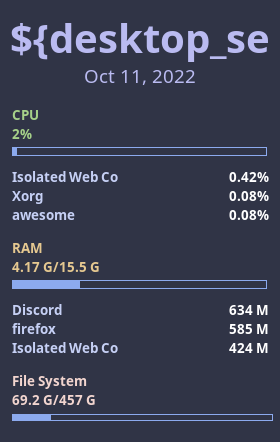 ${desktop_se
Oct 11, 2022
CPU
2%
Isolated Web Co 0.42%
Xorg 0.08%
awesome 0.08%
RAM
4.17 G/15.5 G
Discord 634 M
firefox 585 M
Isolated Web Co 424 M
File System
69.2 G/457 G